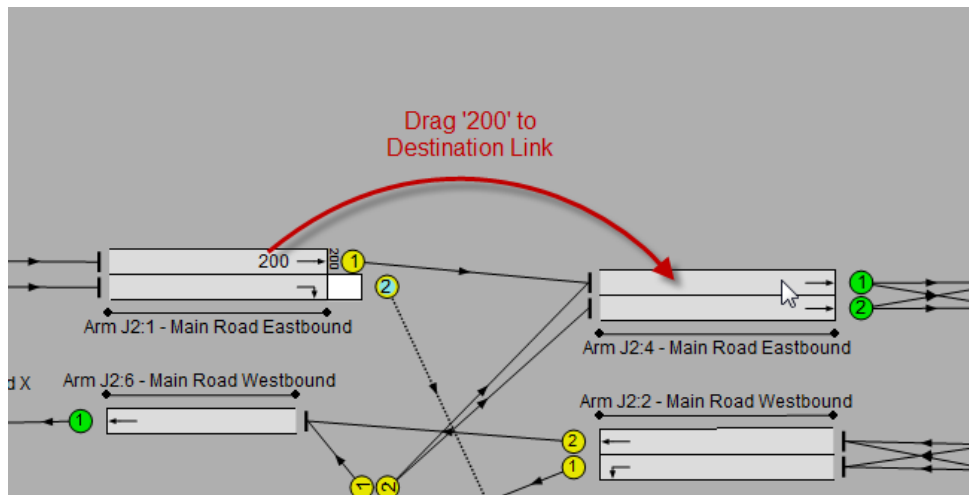 Drag '200' to
Destination Link
200
200
1
2
1
2
Arm J2:1 - Main Road Eastbound
Arm J2:4 - Main Road Eastbound
d X
Arm J2:6 - Main Road Westbound
Arm J2:2 - Main Road Westbound
1
2
1
1
2